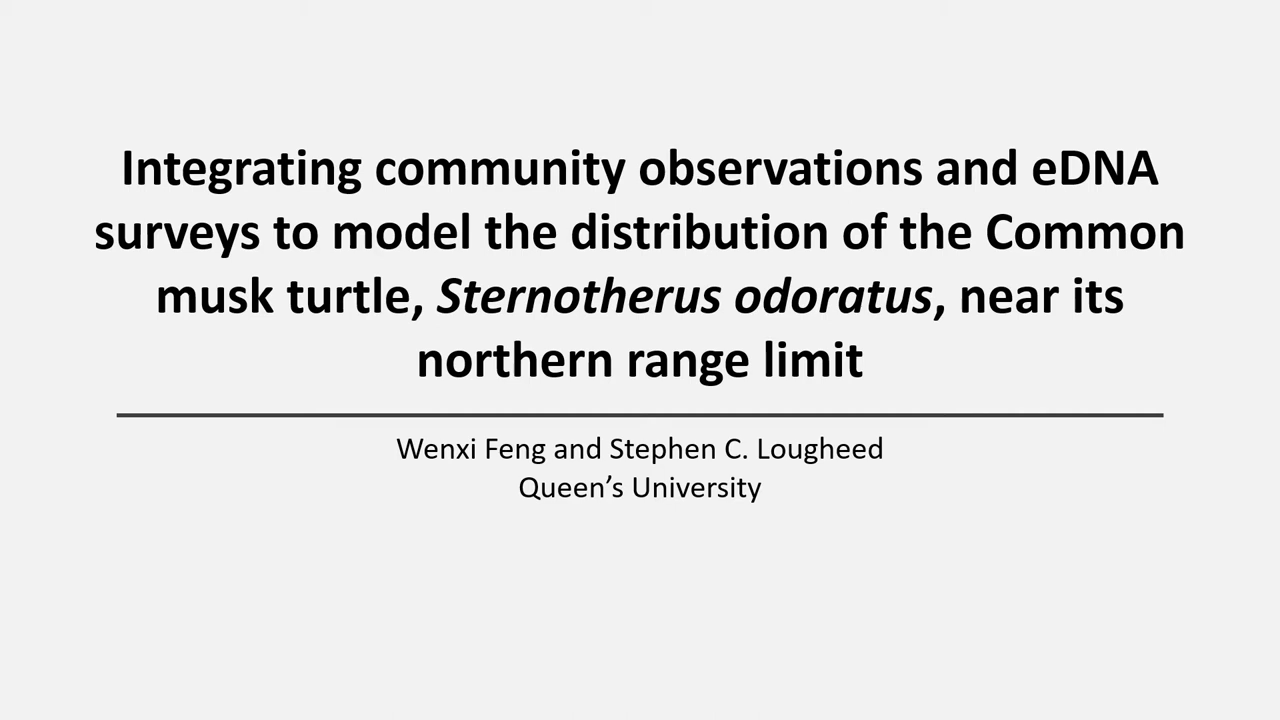 Integrating community observations and eDNA
surveys to model the distribution of the Common
musk turtle, Sternotherus odoratus, near its
northern range limit
Wenxi Feng and Stephen C. Lougheed
Queen’s University